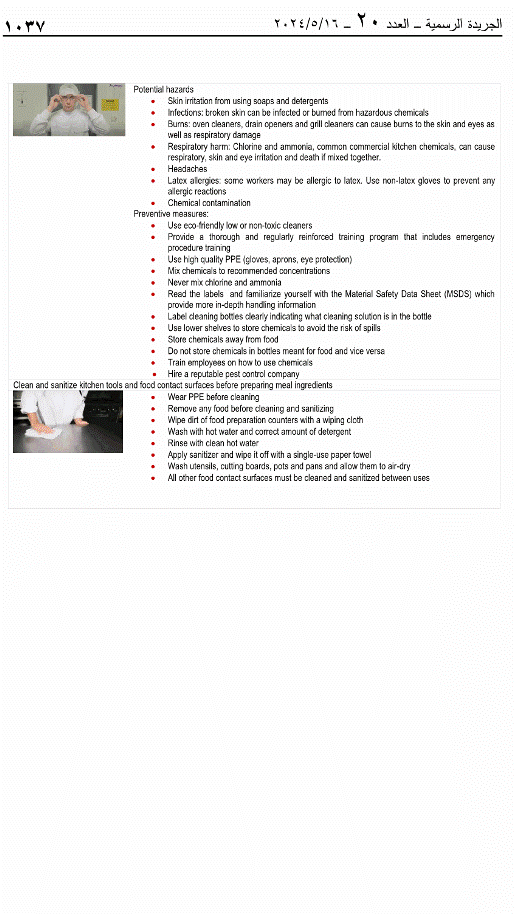 ١٠٣٧
الجريدة الرسمية – العدد ٢٠ – ٢٠٢٤/٥/١٦
Potential hazards
• Skin irritation from using soaps and detergents
• Infections: broken skin can be infected or burned from hazardous chemicals
• Burns: oven cleaners, drain openers and grill cleaners can cause burns to the skin and eyes as
well as respiratory damage
• Respiratory harm: Chlorine and ammonia, common commercial kitchen chemicals, can cause
respiratory, skin and eye irritation and death if mixed together.
• Headaches
• Latex allergies: some workers may be allergic to latex. Use non-latex gloves to prevent any
allergic reactions
• Chemical contamination
Preventive measures:
• Use eco-friendly low or non-toxic cleaners
• Provide a thorough and regularly reinforced training program that includes emergency
procedure training
• Use high quality PPE (gloves, aprons, eye protection)
• Mix chemicals to recommended concentrations
• Never mix chlorine and ammonia
• Read the labels and familiarize yourself with the Material Safety Data Sheet (MSDS) which
provide more in-depth handling information
• Label cleaning bottles clearly indicating what cleaning solution is in the bottle
• Use lower shelves to store chemicals to avoid the risk of spills
• Store chemicals away from food
• Do not store chemicals in bottles meant for food and vice versa
• Train employees on how to use chemicals
• Hire a reputable pest control company
Clean and sanitize kitchen tools and food contact surfaces before preparing meal ingredients
• Wear PPE before cleaning
• Remove any food before cleaning and sanitizing
• Wipe dirt of food preparation counters with a wiping cloth
• Wash with hot water and correct amount of detergent
• Rinse with clean hot water
• Apply sanitizer and wipe it off with a single-use paper towel
• Wash utensils, cutting boards, pots and pans and allow them to air-dry
• All other food contact surfaces must be cleaned and sanitized between uses